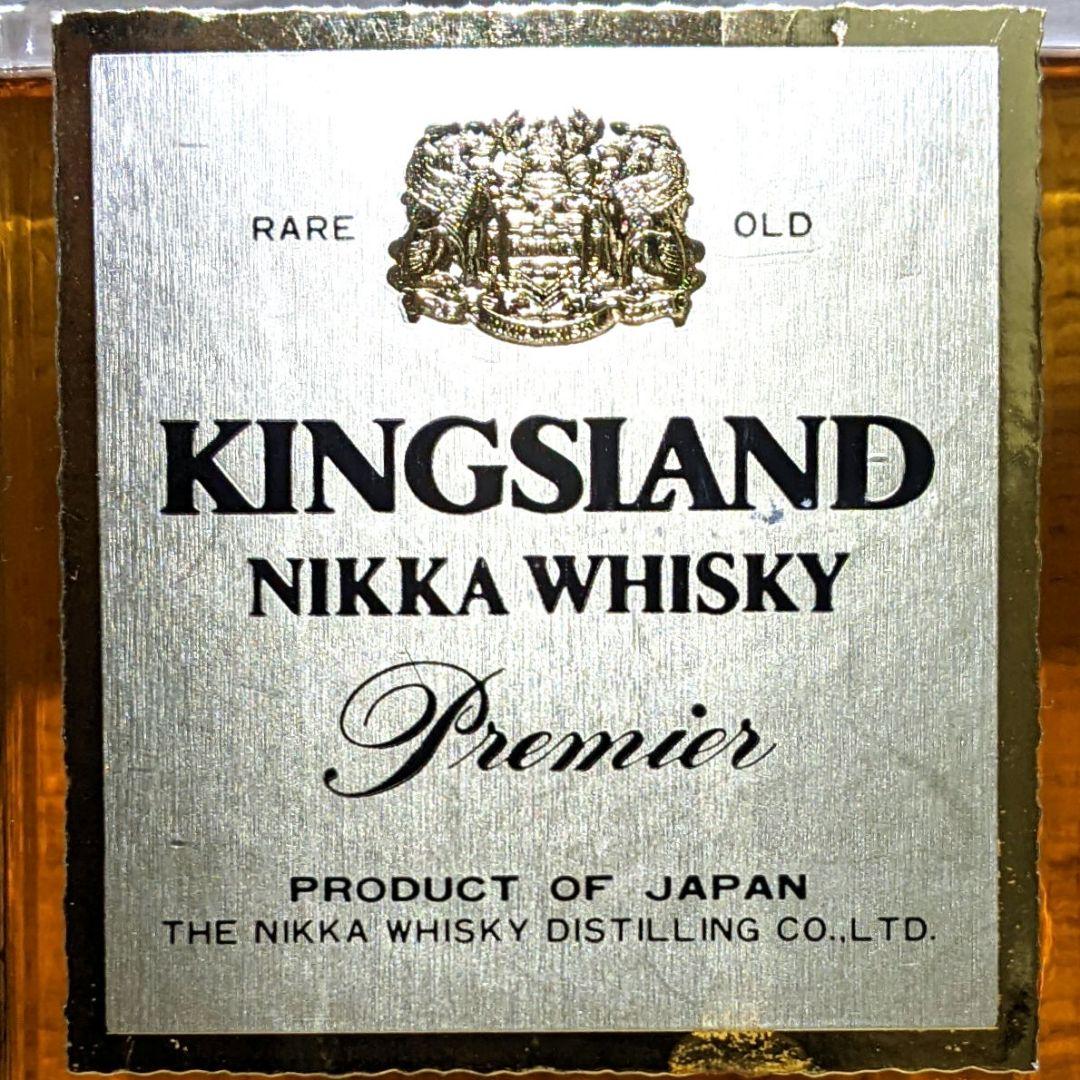 RARE OLD
KINGSLAND
NIKKA WHISKY
Premier
PRODUCT OF JAPAN
THE NIKKA WHISKY DISTILLING CO.,LTD.